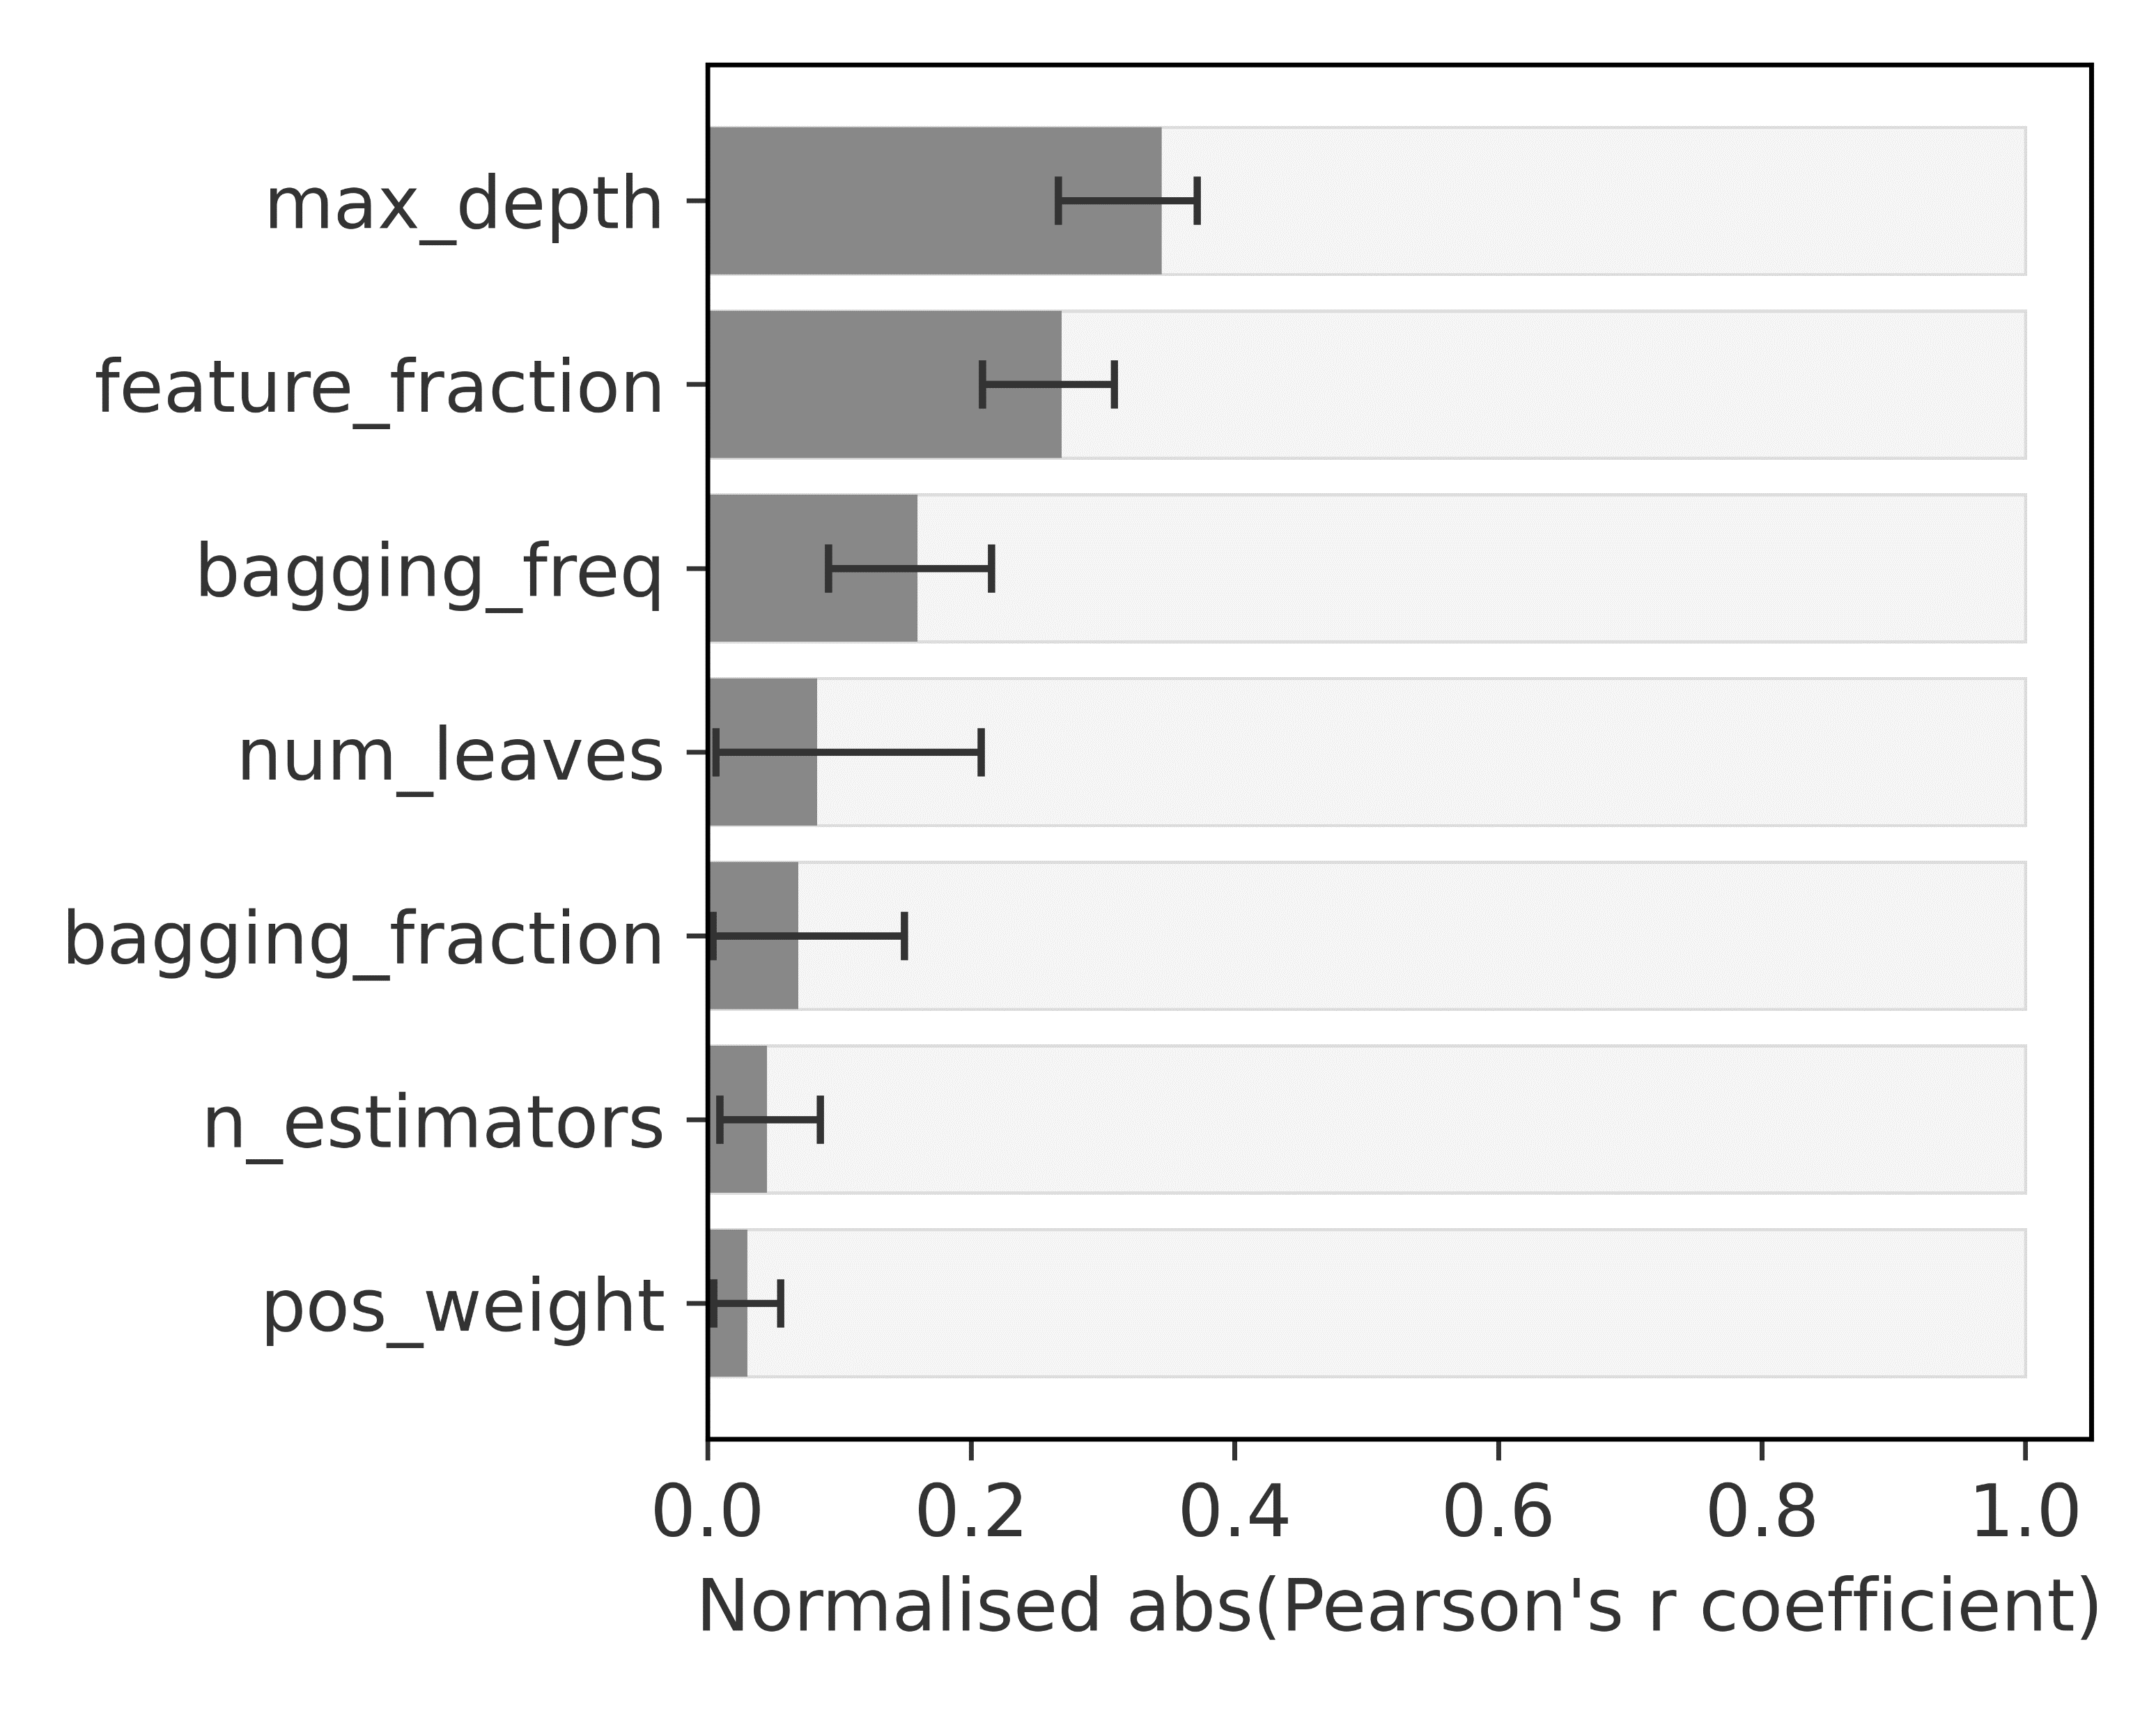 max_depth
feature_fraction
bagging_freq
num_leaves
bagging_fraction
n_estimators
pos_weight
0.0 0.2 0.4 0.6 0.8 1.0
Normalised abs(Pearson's r coefficient)